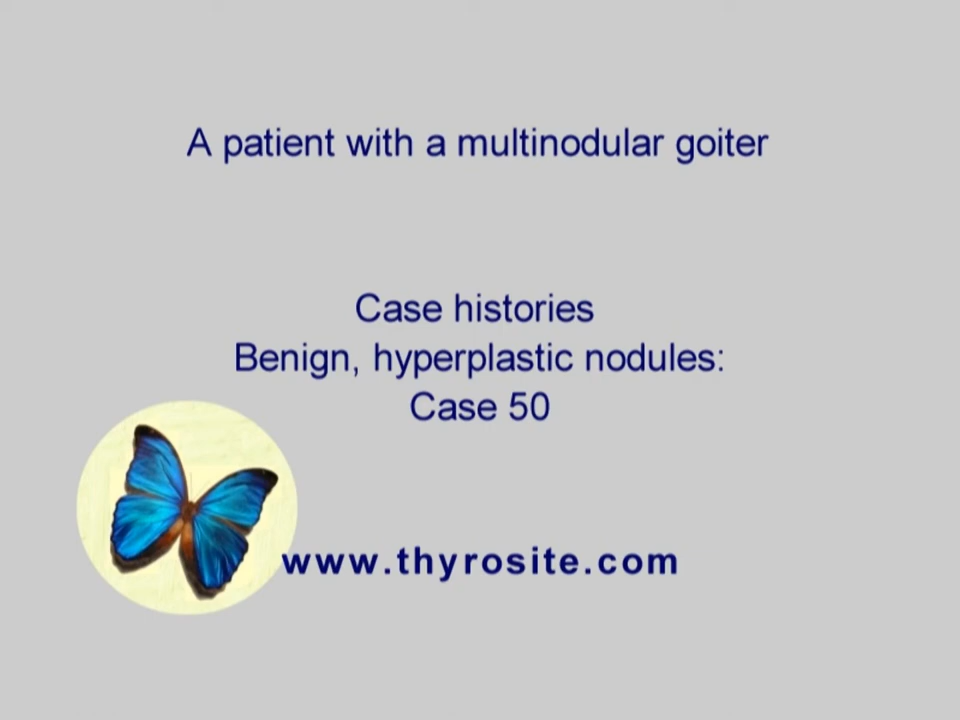 A patient with a multinodular goiter
Case histories
Benign, hyperplastic nodules:
Case 50
www.thyrosite.com